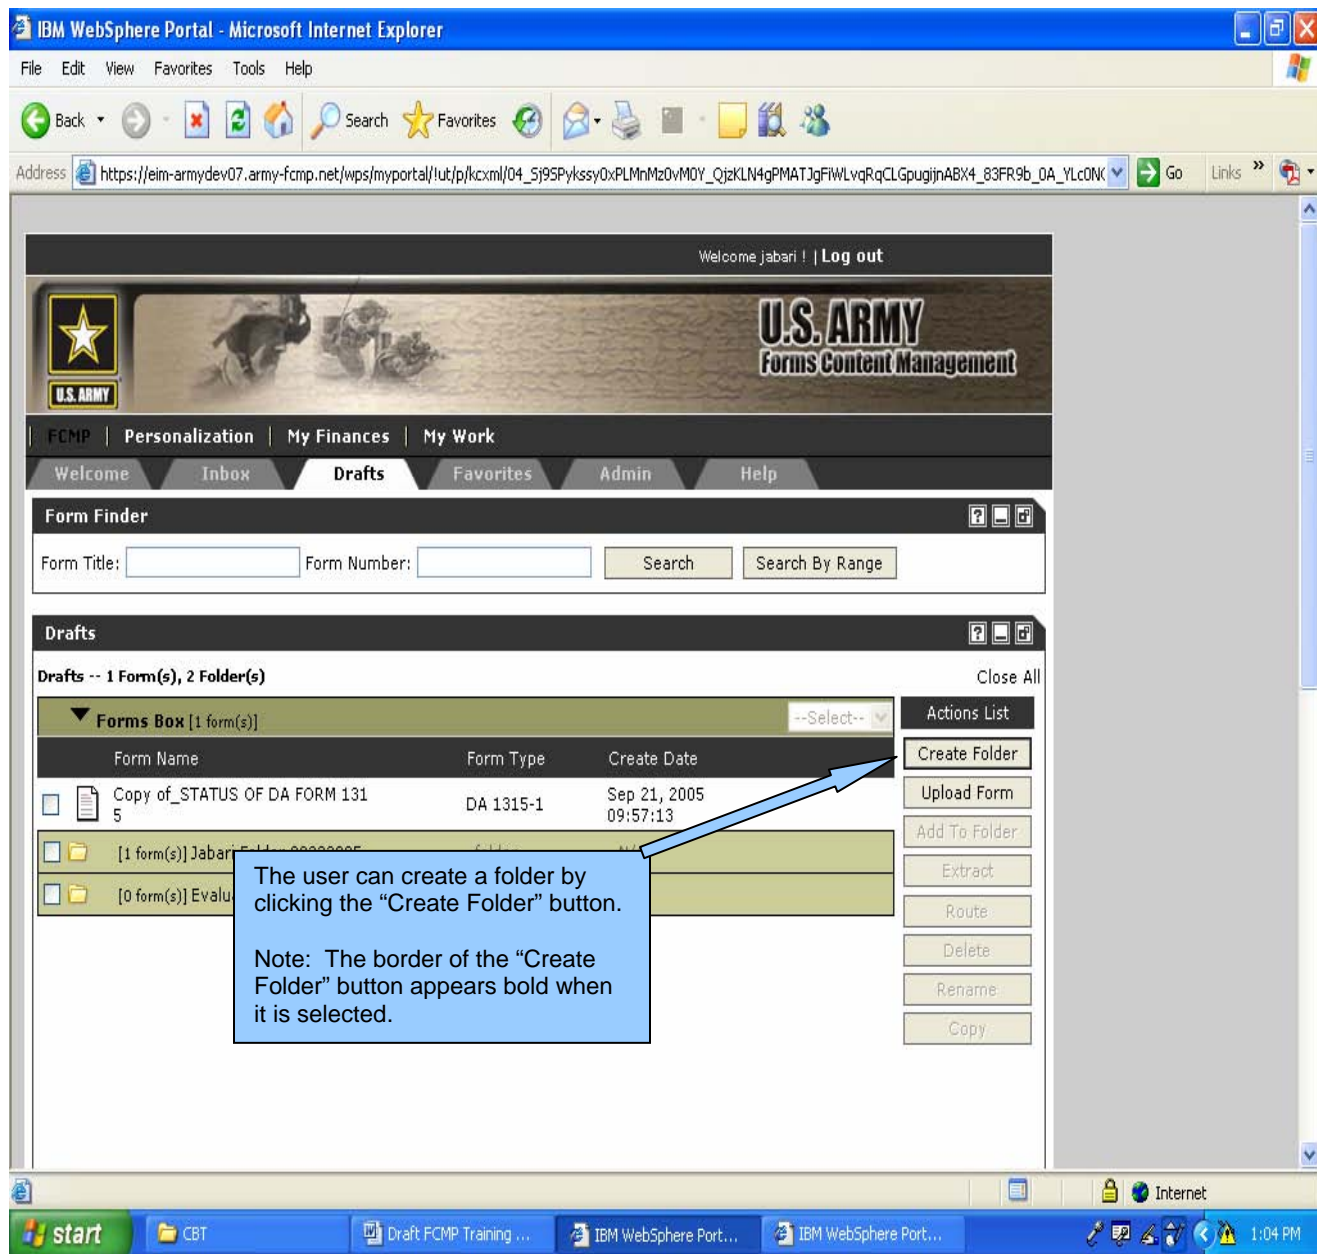 IBM WebSphere Portal - Microsoft Internet Explorer
File Edit View Favorites Tools Help
Back Search Favorites
Address https://eim-armydev07.army-fcmp.net/wps/myportal/!ut/p/kcxml/ Go Links »
Welcome jabari ! | Log out
U.S. ARMY
U.S. ARMY
Forms Content Management
FCMP | Personalization | My Finances | My Work
Welcome Inbox Drafts Favorites Admin Help
Form Finder
Form Title: Form Number: Search Search By Range
Drafts
Drafts -- 1 Form(s), 2 Folder(s) Close All
Forms Box [1 form(s)] --Select-- Actions List
Form Name Form Type Create Date Create Folder
Copy of_STATUS OF DA FORM 131
5 DA 1315-1 Sep 21, 2005
09:57:13
Upload Form
Add To Folder
[1 form(s)] Jabari
[0 form(s)]
Extract
Route
Delete
Rename
Copy
The user can create a folder by
clicking the “Create Folder” button.
Note: The border of the “Create
Folder” button appears bold when
it is selected.
Internet
start CBT Draft FCMP Training ... IBM WebSphere Port... IBM WebSphere Port... 1:04 PM